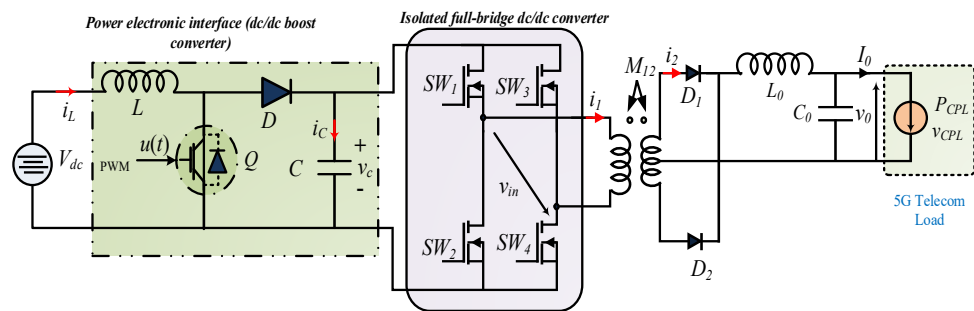 Power electronic interface (dc/dc boost
converter)
Isolated full-bridge dc/dc converter
i_L
L
D
i_C
C
+
v_c
-
V_dc
PWM
u(t)
Q
SW_1
SW_3
SW_2
SW_4
v_in
i_1
M_12
i_2
D_1
D_2
L_0
C_0
v_0
I_0
P_CPL
v_CPL
5G Telecom
Load